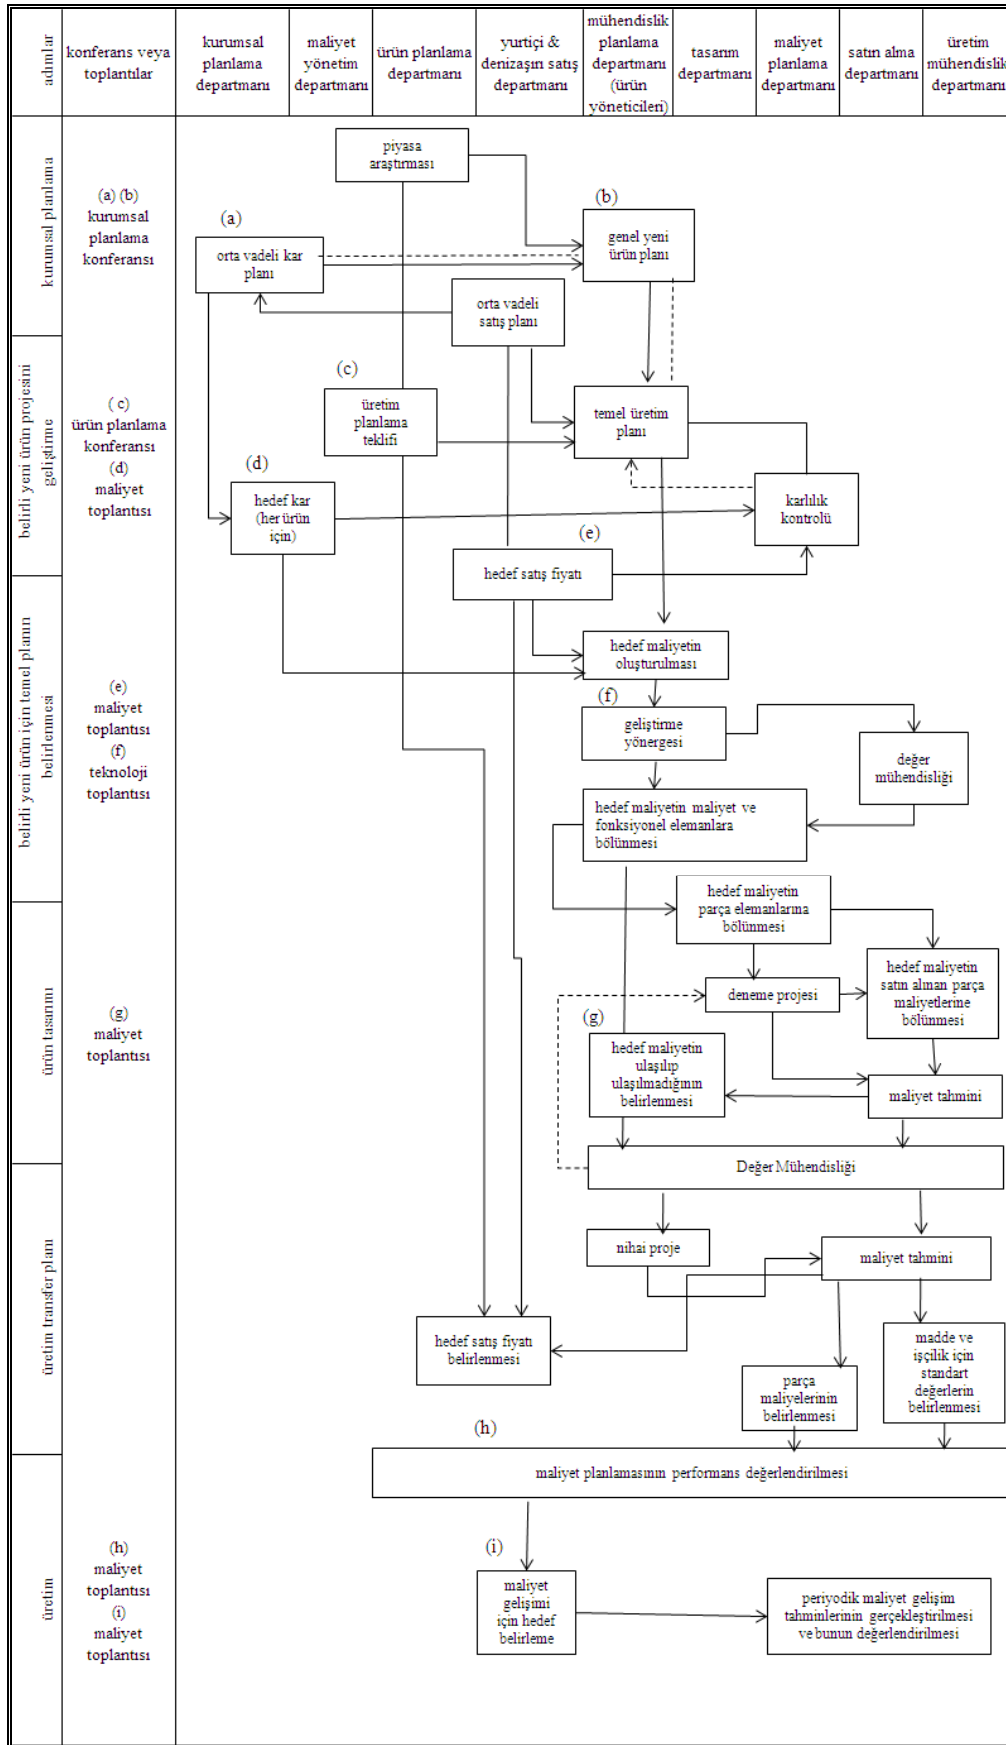 adımlar
konferans veya
toplantılar
kurumsal
planlama
departmanı
maliyet
yönetim
departmanı
ürün planlama
departmanı
yurtiçi &
denizaşırı satış
departmanı
mühendislik
planlama
departmanı
(ürün
yöneticileri)
tasarım
departmanı
maliyet
planlama
departmanı
satın alma
departmanı
üretim
mühendislik
departmanı
kurumsal planlama
(a) (b)
kurumsal
planlama
konferansı
piyasa
araştırması
(a)
orta vadeli kar
planı
(b)
genel yeni
ürün planı
orta vadeli
satış planı
belirli yeni ürün projesini
geliştirme
( c)
ürün planlama
konferansı
(d)
maliyet
toplantısı
(c)
üretim
planlama
teklifi
temel üretim
planı
(d)
hedef kar
(her ürün
için)
karlılık
kontrolü
(e)
hedef satış fiyatı
belirli yeni ürün için temel planın
belirlenmesi
(e)
maliyet
toplantısı
(f)
teknoloji
toplantısı
hedef maliyetin
oluşturulması
(f)
geliştirme
yönergesi
değer
mühendisliği
hedef maliyetin maliyet ve
fonksiyonel elemanlara
bölünmesi
ürün tasarımı
(g)
maliyet
toplantısı
hedef maliyetin
parça elemanlarına
bölünmesi
hedef maliyetin
satın alınan parça
maliyetlerine
bölünmesi
deneme projesi
(g)
hedef maliyetin
ulaşılıp
ulaşılmadığının
belirlenmesi
maliyet tahmini
Değer Mühendisliği
üretim transfer planı
nihai proje
maliyet tahmini
hedef satış fiyatı
belirlenmesi
parça
maliyelerinin
belirlenmesi
madde ve
işçilik için
standart
değerlerin
belirlenmesi
(h)
maliyet planlamasının performans değerlendirilmesi
üretim
(h)
maliyet
toplantısı
(i)
maliyet
toplantısı
(i)
maliyet
gelişimi
için hedef
belirleme
periyodik maliyet gelişim
tahminlerinin gerçekleştirilmesi
ve bunun değerlendirilmesi